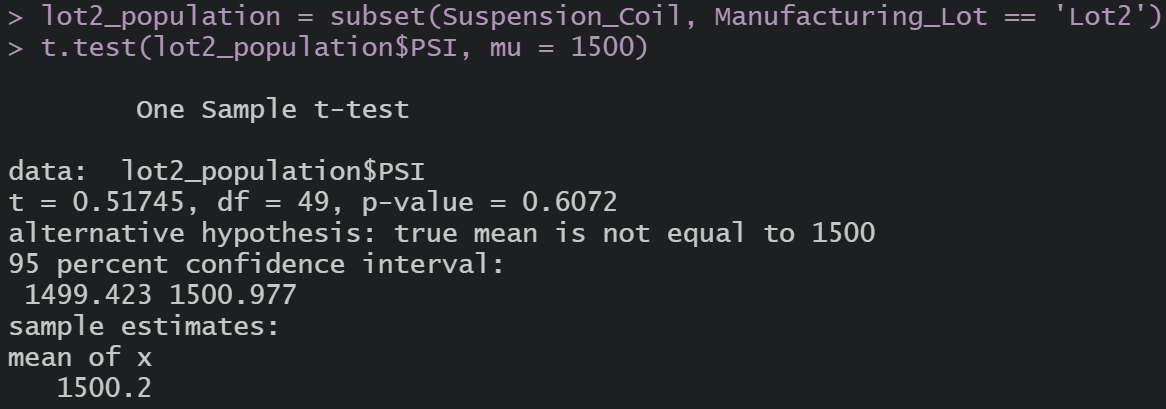 > lot2_population = subset(Suspension_Coil, Manufacturing_Lot == 'Lot2')
> t.test(lot2_population$PSI, mu = 1500)
One Sample t-test
data:  lot2_population$PSI
t = 0.51745, df = 49, p-value = 0.6072
alternative hypothesis: true mean is not equal to 1500
95 percent confidence interval:
 1499.423 1500.977
sample estimates:
mean of x
   1500.2